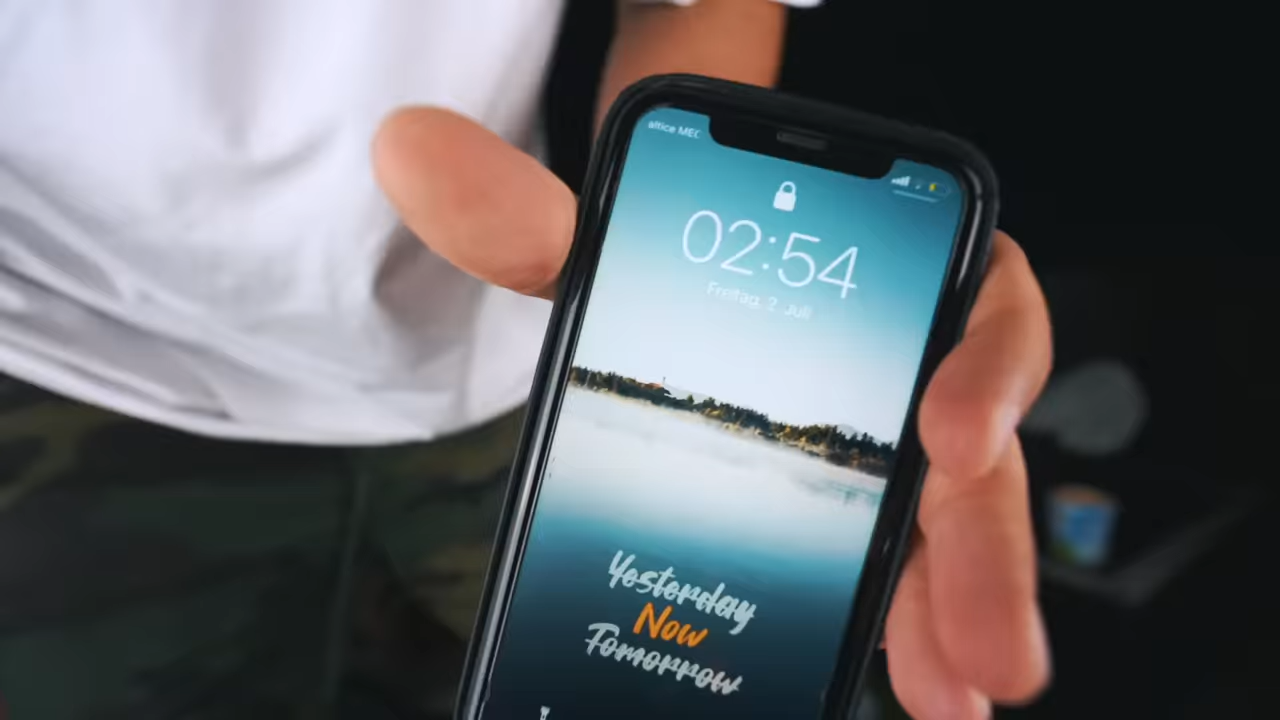 altice MEO
02:54
Freitag, 2. Juli
Yesterday
Now
Tomorrow